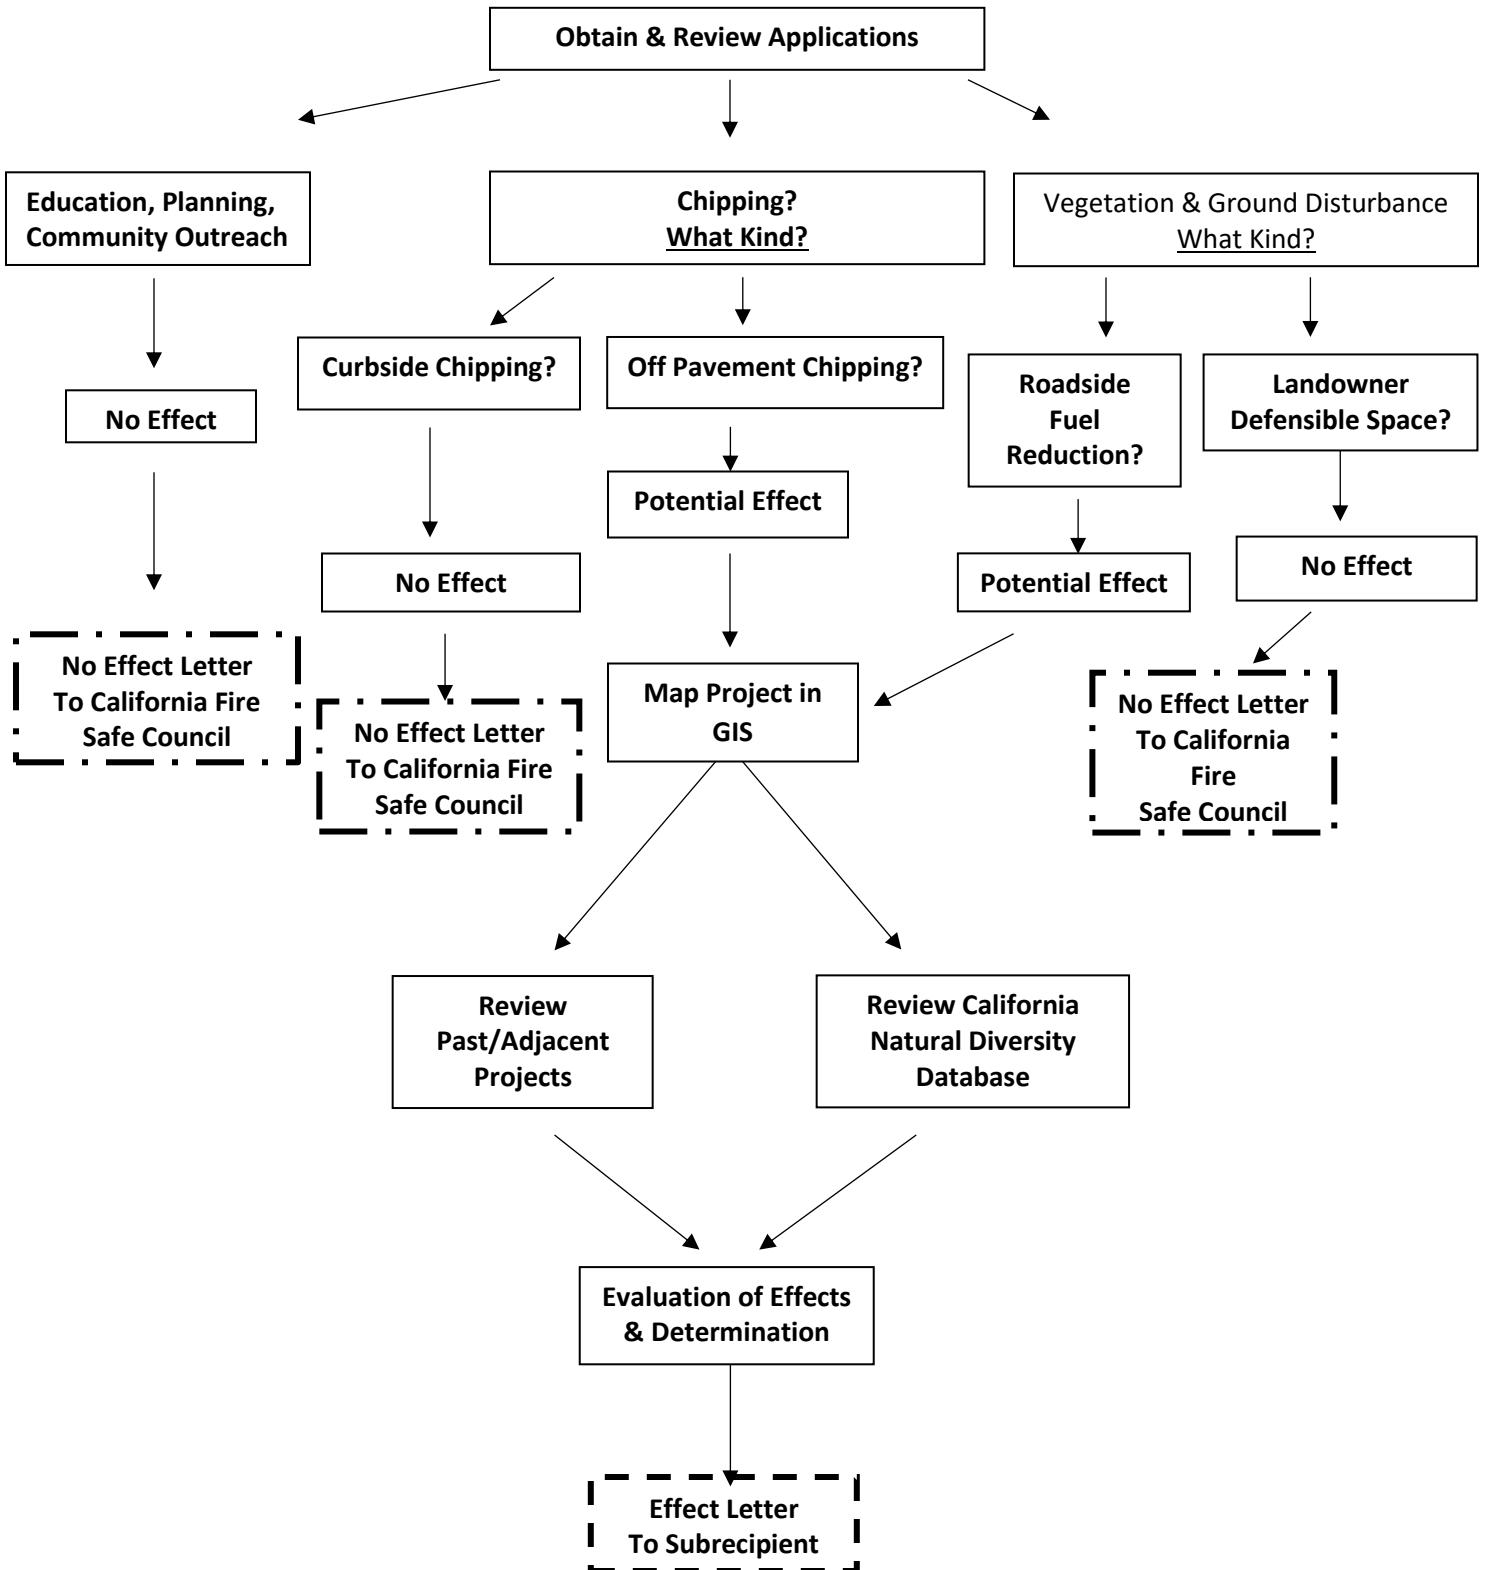 Obtain & Review Applications
Education, Planning,
Community Outreach
Chipping?
What Kind?
Vegetation & Ground Disturbance
What Kind?
Curbside Chipping?
Off Pavement Chipping?
Roadside
Fuel
Reduction?
Landowner
Defensible Space?
No Effect
Potential Effect
No Effect
Potential Effect
No Effect
No Effect Letter
To California Fire
Safe Council
No Effect Letter
To California Fire
Safe Council
Map Project in
GIS
No Effect Letter
To California
Fire
Safe Council
Review
Past/Adjacent
Projects
Review California
Natural Diversity
Database
Evaluation of Effects
& Determination
Effect Letter
To Subrecipient